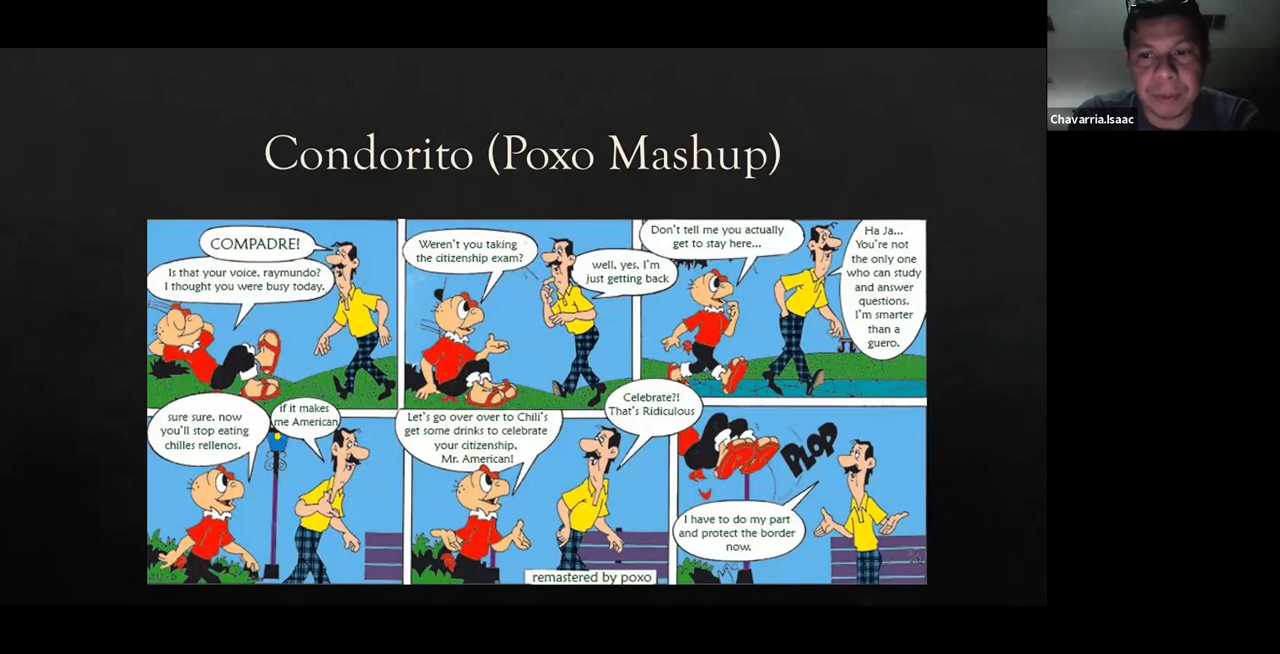 Chavarria.Isaac
Condorito (Poxo Mashup)
COMPADRE!
Is that your voice, raymundo?
I thought you were busy today.
Weren't you taking
the citizenship exam?
well, yes, I'm
just getting back
Don't tell me you actually
get to stay here...
Ha Ja...
You're not
the only one
who can study
and answer
questions.
I'm smarter
than a
guero.
sure sure, now
you'll stop eating
chilles rellenos.
if it makes
me American
Let's go over over to Chili's
get some drinks to celebrate
your citizenship,
Mr. American!
Celebrate?!
That's Ridiculous
PLOP
I have to do my part
and protect the border
now.
remastered by poxo